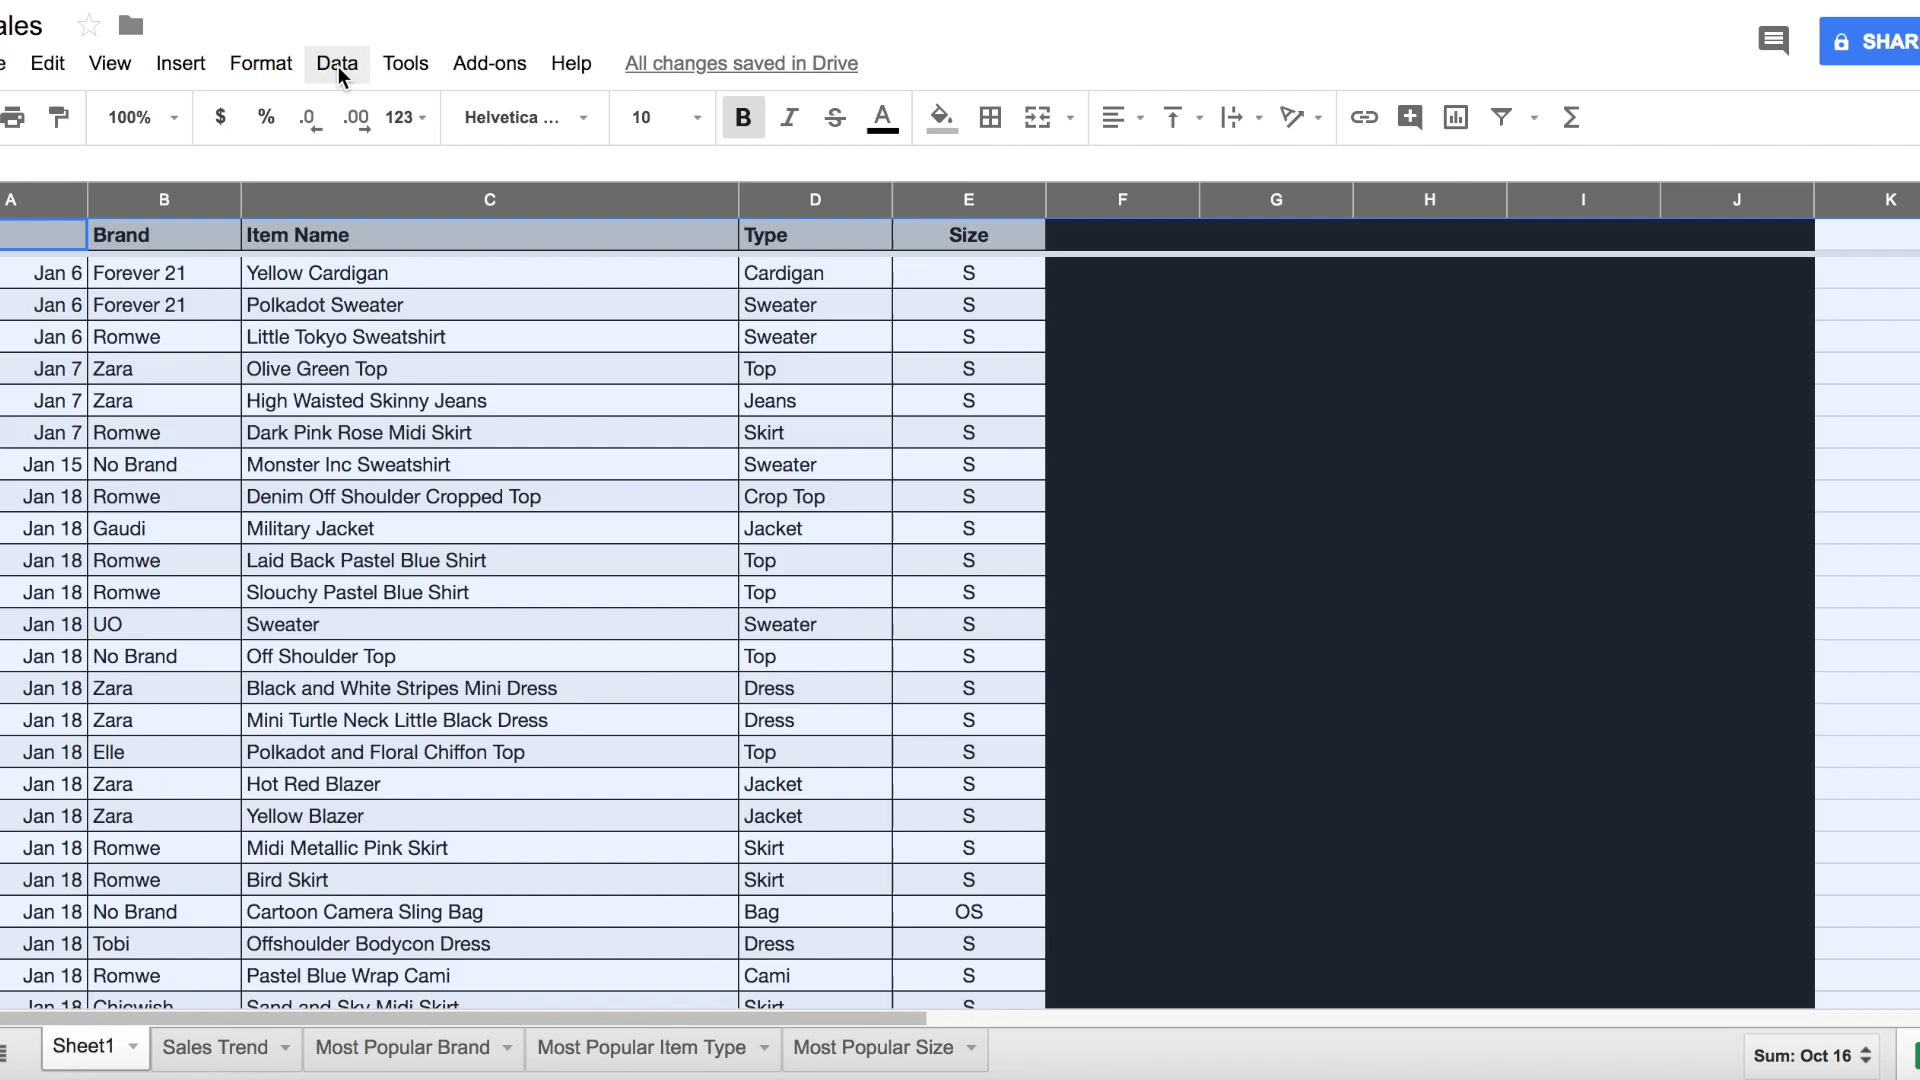 ales
Edit View Insert Format Data Tools Add-ons Help All changes saved in Drive
100% $ % .0 .00 123 Helvetica ... 10 B I S A Σ
A B C D E F G H I J K
Brand Item Name Type Size
Jan 6 Forever 21 Yellow Cardigan Cardigan S
Jan 6 Forever 21 Polkadot Sweater Sweater S
Jan 6 Romwe Little Tokyo Sweatshirt Sweater S
Jan 7 Zara Olive Green Top Top S
Jan 7 Zara High Waisted Skinny Jeans Jeans S
Jan 7 Romwe Dark Pink Rose Midi Skirt Skirt S
Jan 15 No Brand Monster Inc Sweatshirt Sweater S
Jan 18 Romwe Denim Off Shoulder Cropped Top Crop Top S
Jan 18 Gaudi Military Jacket Jacket S
Jan 18 Romwe Laid Back Pastel Blue Shirt Top S
Jan 18 Romwe Slouchy Pastel Blue Shirt Top S
Jan 18 UO Sweater Sweater S
Jan 18 No Brand Off Shoulder Top Top S
Jan 18 Zara Black and White Stripes Mini Dress Dress S
Jan 18 Zara Mini Turtle Neck Little Black Dress Dress S
Jan 18 Elle Polkadot and Floral Chiffon Top Top S
Jan 18 Zara Hot Red Blazer Jacket S
Jan 18 Zara Yellow Blazer Jacket S
Jan 18 Romwe Midi Metallic Pink Skirt Skirt S
Jan 18 Romwe Bird Skirt Skirt S
Jan 18 No Brand Cartoon Camera Sling Bag Bag OS
Jan 18 Tobi Offshoulder Bodycon Dress Dress S
Jan 18 Romwe Pastel Blue Wrap Cami Cami S
Jan 18 Chicwish Sand and Sky Midi Skirt Skirt S
Sheet1 Sales Trend Most Popular Brand Most Popular Item Type Most Popular Size Sum: Oct 16